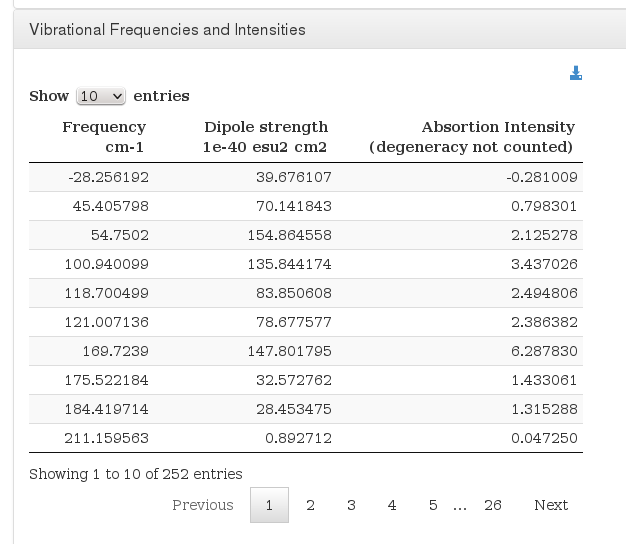 Vibrational Frequencies and Intensities
Show 10 entries
Frequency Dipole strength Absortion Intensity
cm-1 1e-40 esu2 cm2 (degeneracy not counted)
-28.256192 39.676107 -0.281009
45.405798 70.141843 0.798301
54.7502 154.864558 2.125278
100.940099 135.844174 3.437026
118.700499 83.850608 2.494806
121.007136 78.677577 2.386382
169.7239 147.801795 6.287830
175.522184 32.572762 1.433061
184.419714 28.453475 1.315288
211.159563 0.892712 0.047250
Showing 1 to 10 of 252 entries
Previous 1 2 3 4 5 ... 26 Next